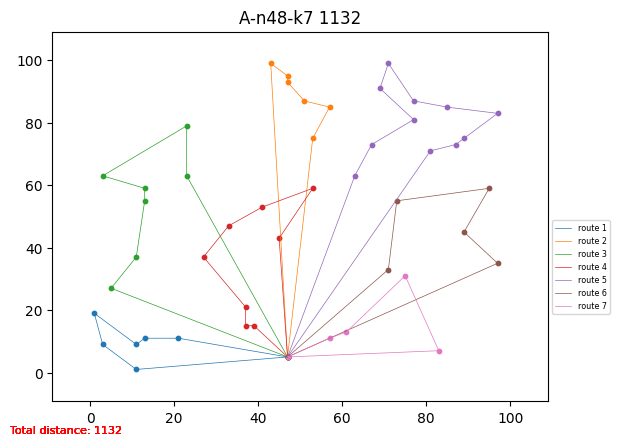 A-n48-k7 1132
100
80
60
40
20
0
0 20 40 60 80 100
route 1
route 2
route 3
route 4
route 5
route 6
route 7
Total distance: 1132